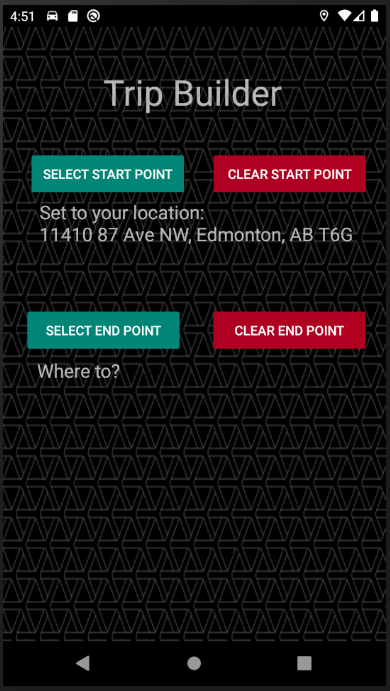 4:51
Trip Builder
SELECT START POINT
CLEAR START POINT
Set to your location:
11410 87 Ave NW, Edmonton, AB T6G
SELECT END POINT
CLEAR END POINT
Where to?